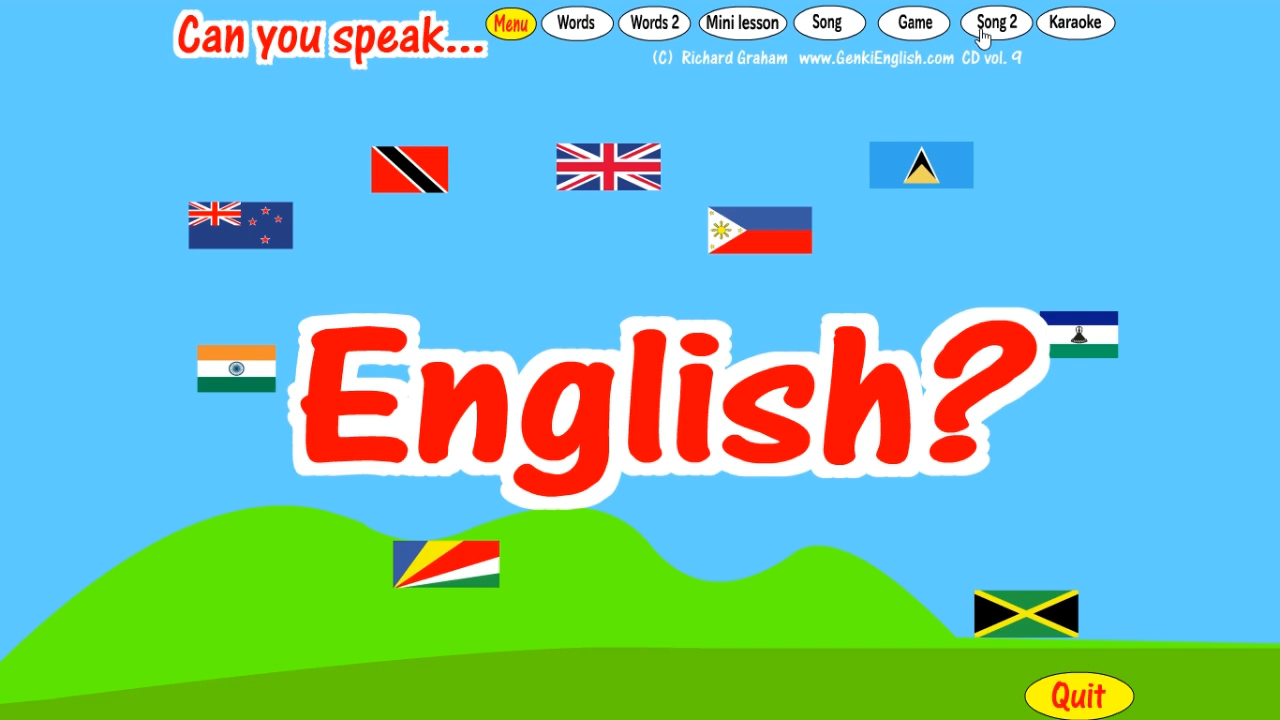 Can you speak...
Menu Words Words 2 Mini lesson Song Game Song 2 Karaoke
(C) Richard Graham www.GenkiEnglish.com CD vol. 9
English?
Quit